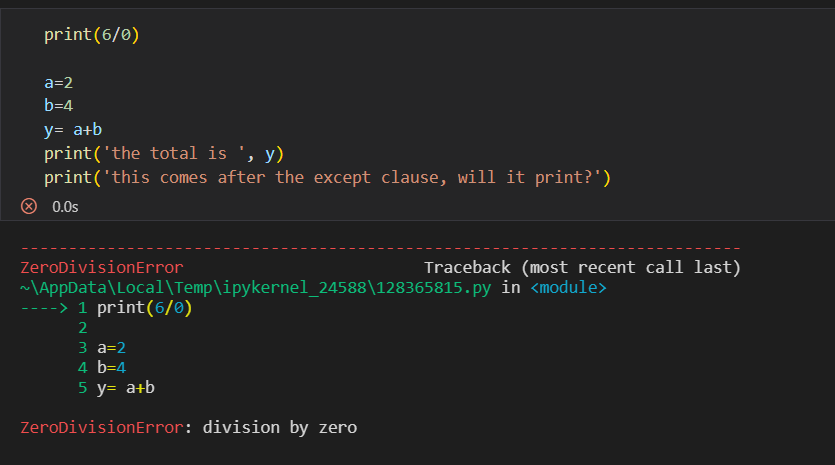 print(6/0)
a=2
b=4
y= a+b
print('the total is ', y)
print('this comes after the except clause, will it print?')
0.0s
---------------------------------------------------------------------------
ZeroDivisionError                         Traceback (most recent call last)
~\AppData\Local\Temp\ipykernel_24588\128365815.py in <module>
----> 1 print(6/0)
      2
      3 a=2
      4 b=4
      5 y= a+b
ZeroDivisionError: division by zero